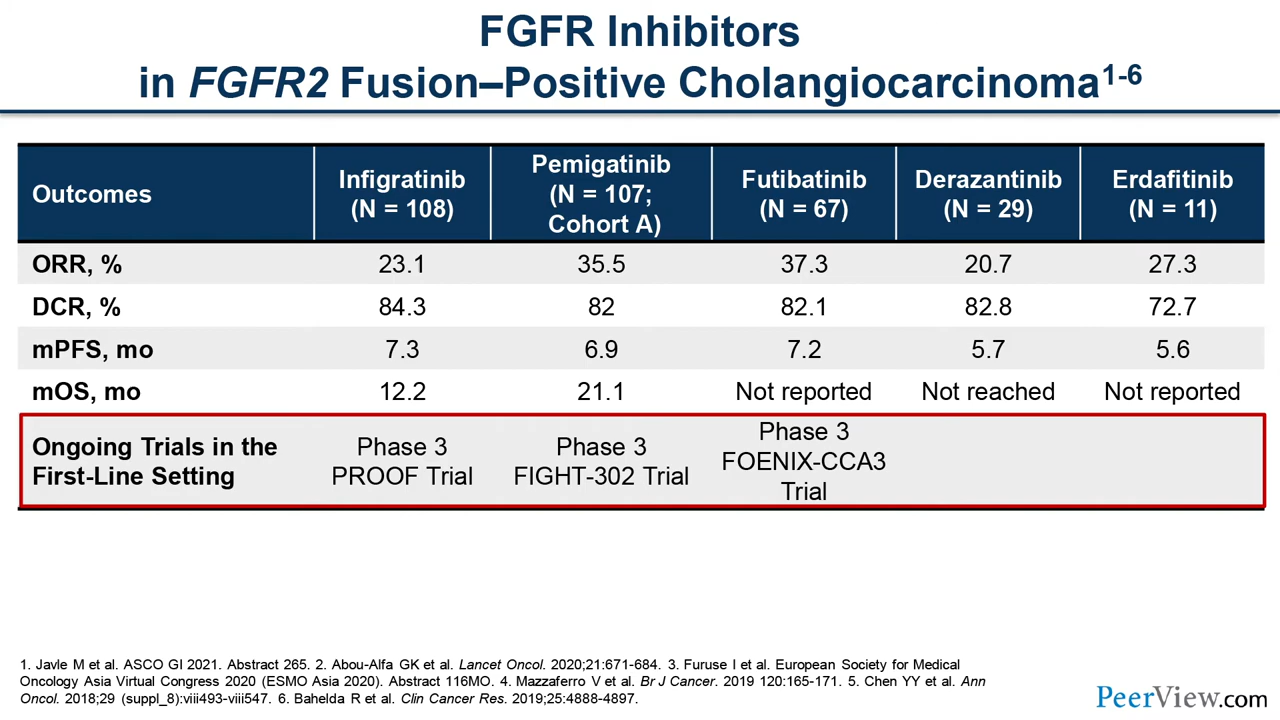 FGFR Inhibitors
in FGFR2 Fusion–Positive Cholangiocarcinoma1-6
Outcomes
Infigratinib
(N = 108)
Pemigatinib
(N = 107;
Cohort A)
Futibatinib
(N = 67)
Derazantinib
(N = 29)
Erdafitinib
(N = 11)
ORR, % 23.1 35.5 37.3 20.7 27.3
DCR, % 84.3 82 82.1 82.8 72.7
mPFS, mo 7.3 6.9 7.2 5.7 5.6
mOS, mo 12.2 21.1 Not reported Not reached Not reported
Ongoing Trials in the
First-Line Setting
Phase 3
PROOF Trial
Phase 3
FIGHT-302 Trial
Phase 3
FOENIX-CCA3
Trial
1. Javle M et al. ASCO GI 2021. Abstract 265. 2. Abou-Alfa GK et al. Lancet Oncol. 2020;21:671-684. 3. Furuse I et al. European Society for Medical
Oncology Asia Virtual Congress 2020 (ESMO Asia 2020). Abstract 116MO. 4. Mazzaferro V et al. Br J Cancer. 2019 120:165-171. 5. Chen YY et al. Ann
Oncol. 2018;29 (suppl_8):viii493-viii547. 6. Bahelda R et al. Clin Cancer Res. 2019;25:4888-4897.
PeerView.com